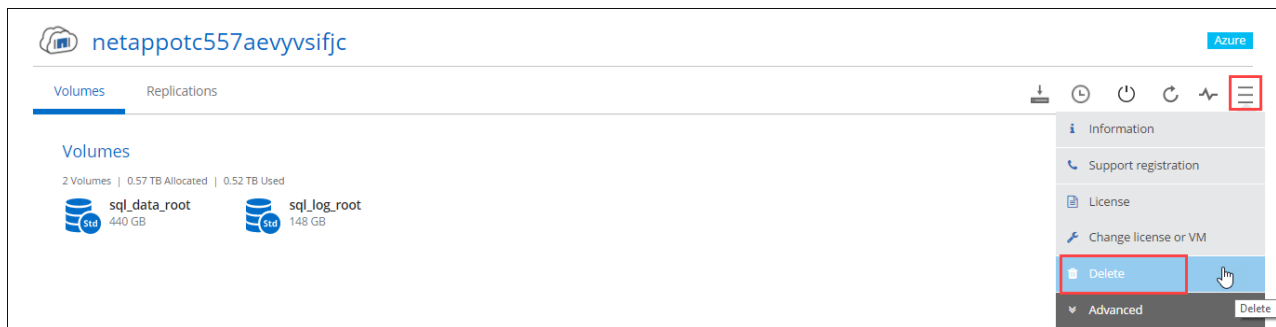 netappotc557aevyvsifjc
Azure
Volumes
Replications
Volumes
2 Volumes | 0.57 TB Allocated | 0.52 TB Used
sql_data_root
Std
440 GB
sql_log_root
Std
148 GB
Information
Support registration
License
Change license or VM
Delete
Advanced
Delete